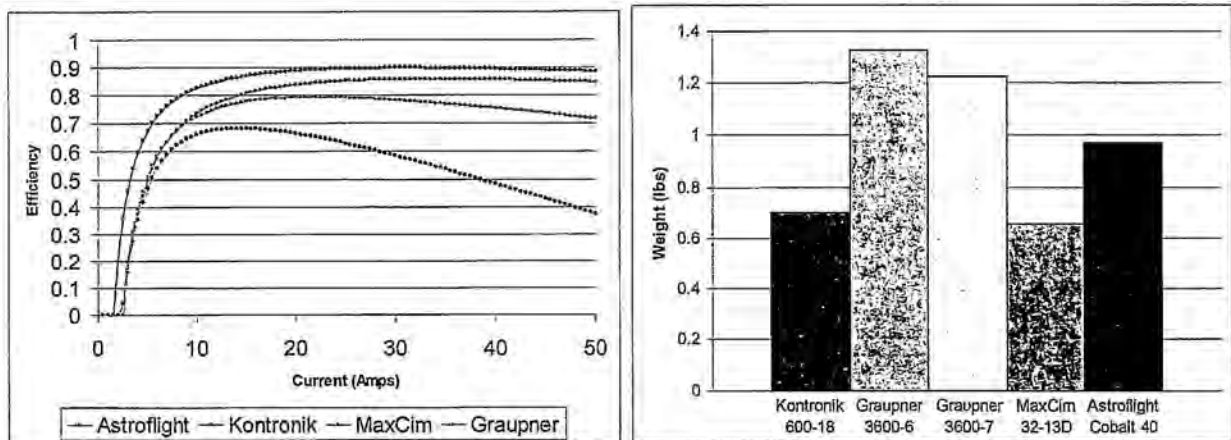 1
0.9
0.8
0.7
0.6
0.5
0.4
0.3
0.2
0.1
0
Efficiency
0 10 20 30 40 50
Current (Amps)
Astroflight Kontronik MaxCim Graupner
1.4
1.2
1
0.8
0.6
0.4
0.2
0
Weight (lbs)
Kontronik Graupner Graupner MaxCim Astroflight
600-18 3600-6 3600-7 32-13D Cobalt 40